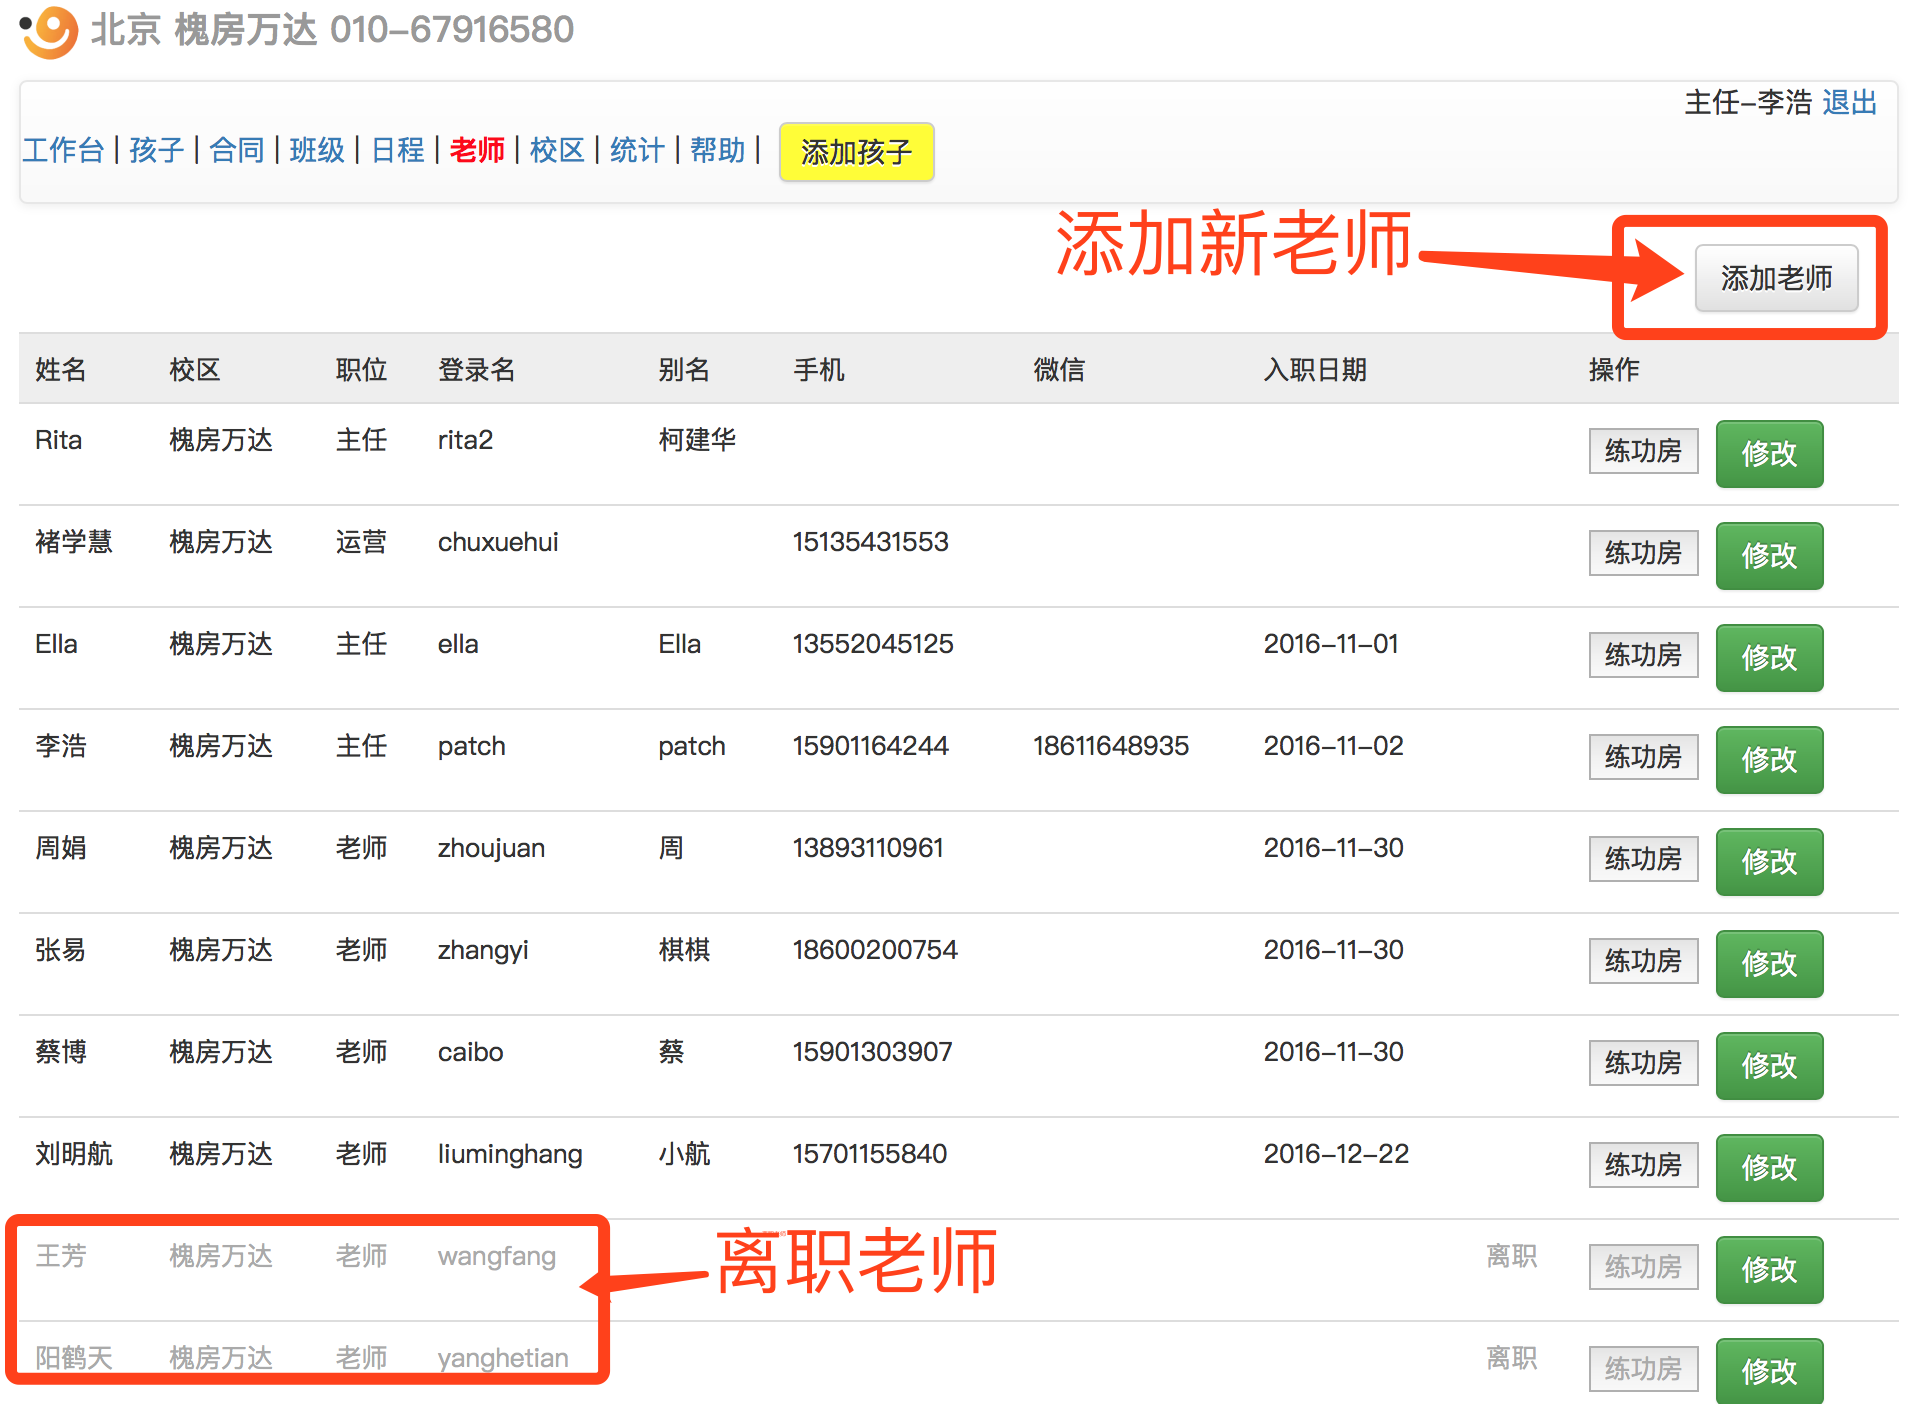 北京 槐房万达 010-67916580
主任-李浩 退出
工作台 | 孩子 | 合同 | 班级 | 日程 | 老师 | 校区 | 统计 | 帮助 | 添加孩子
添加新老师 添加老师
姓名 校区 职位 登录名 别名 手机 微信 入职日期 操作
Rita 槐房万达 主任 rita2 柯建华 练功房 修改
褚学慧 槐房万达 运营 chuxuehui 15135431553 练功房 修改
Ella 槐房万达 主任 ella Ella 13552045125 2016-11-01 练功房 修改
李浩 槐房万达 主任 patch patch 15901164244 18611648935 2016-11-02 练功房 修改
周娟 槐房万达 老师 zhoujuan 周 13893110961 2016-11-30 练功房 修改
张易 槐房万达 老师 zhangyi 棋棋 18600200754 2016-11-30 练功房 修改
蔡博 槐房万达 老师 caibo 蔡 15901303907 2016-11-30 练功房 修改
刘明航 槐房万达 老师 liuminghang 小航 15701155840 2016-12-22 练功房 修改
王芳 槐房万达 老师 wangfang 离职老师 离职 练功房 修改
阳鹤天 槐房万达 老师 yanghetian 离职 练功房 修改